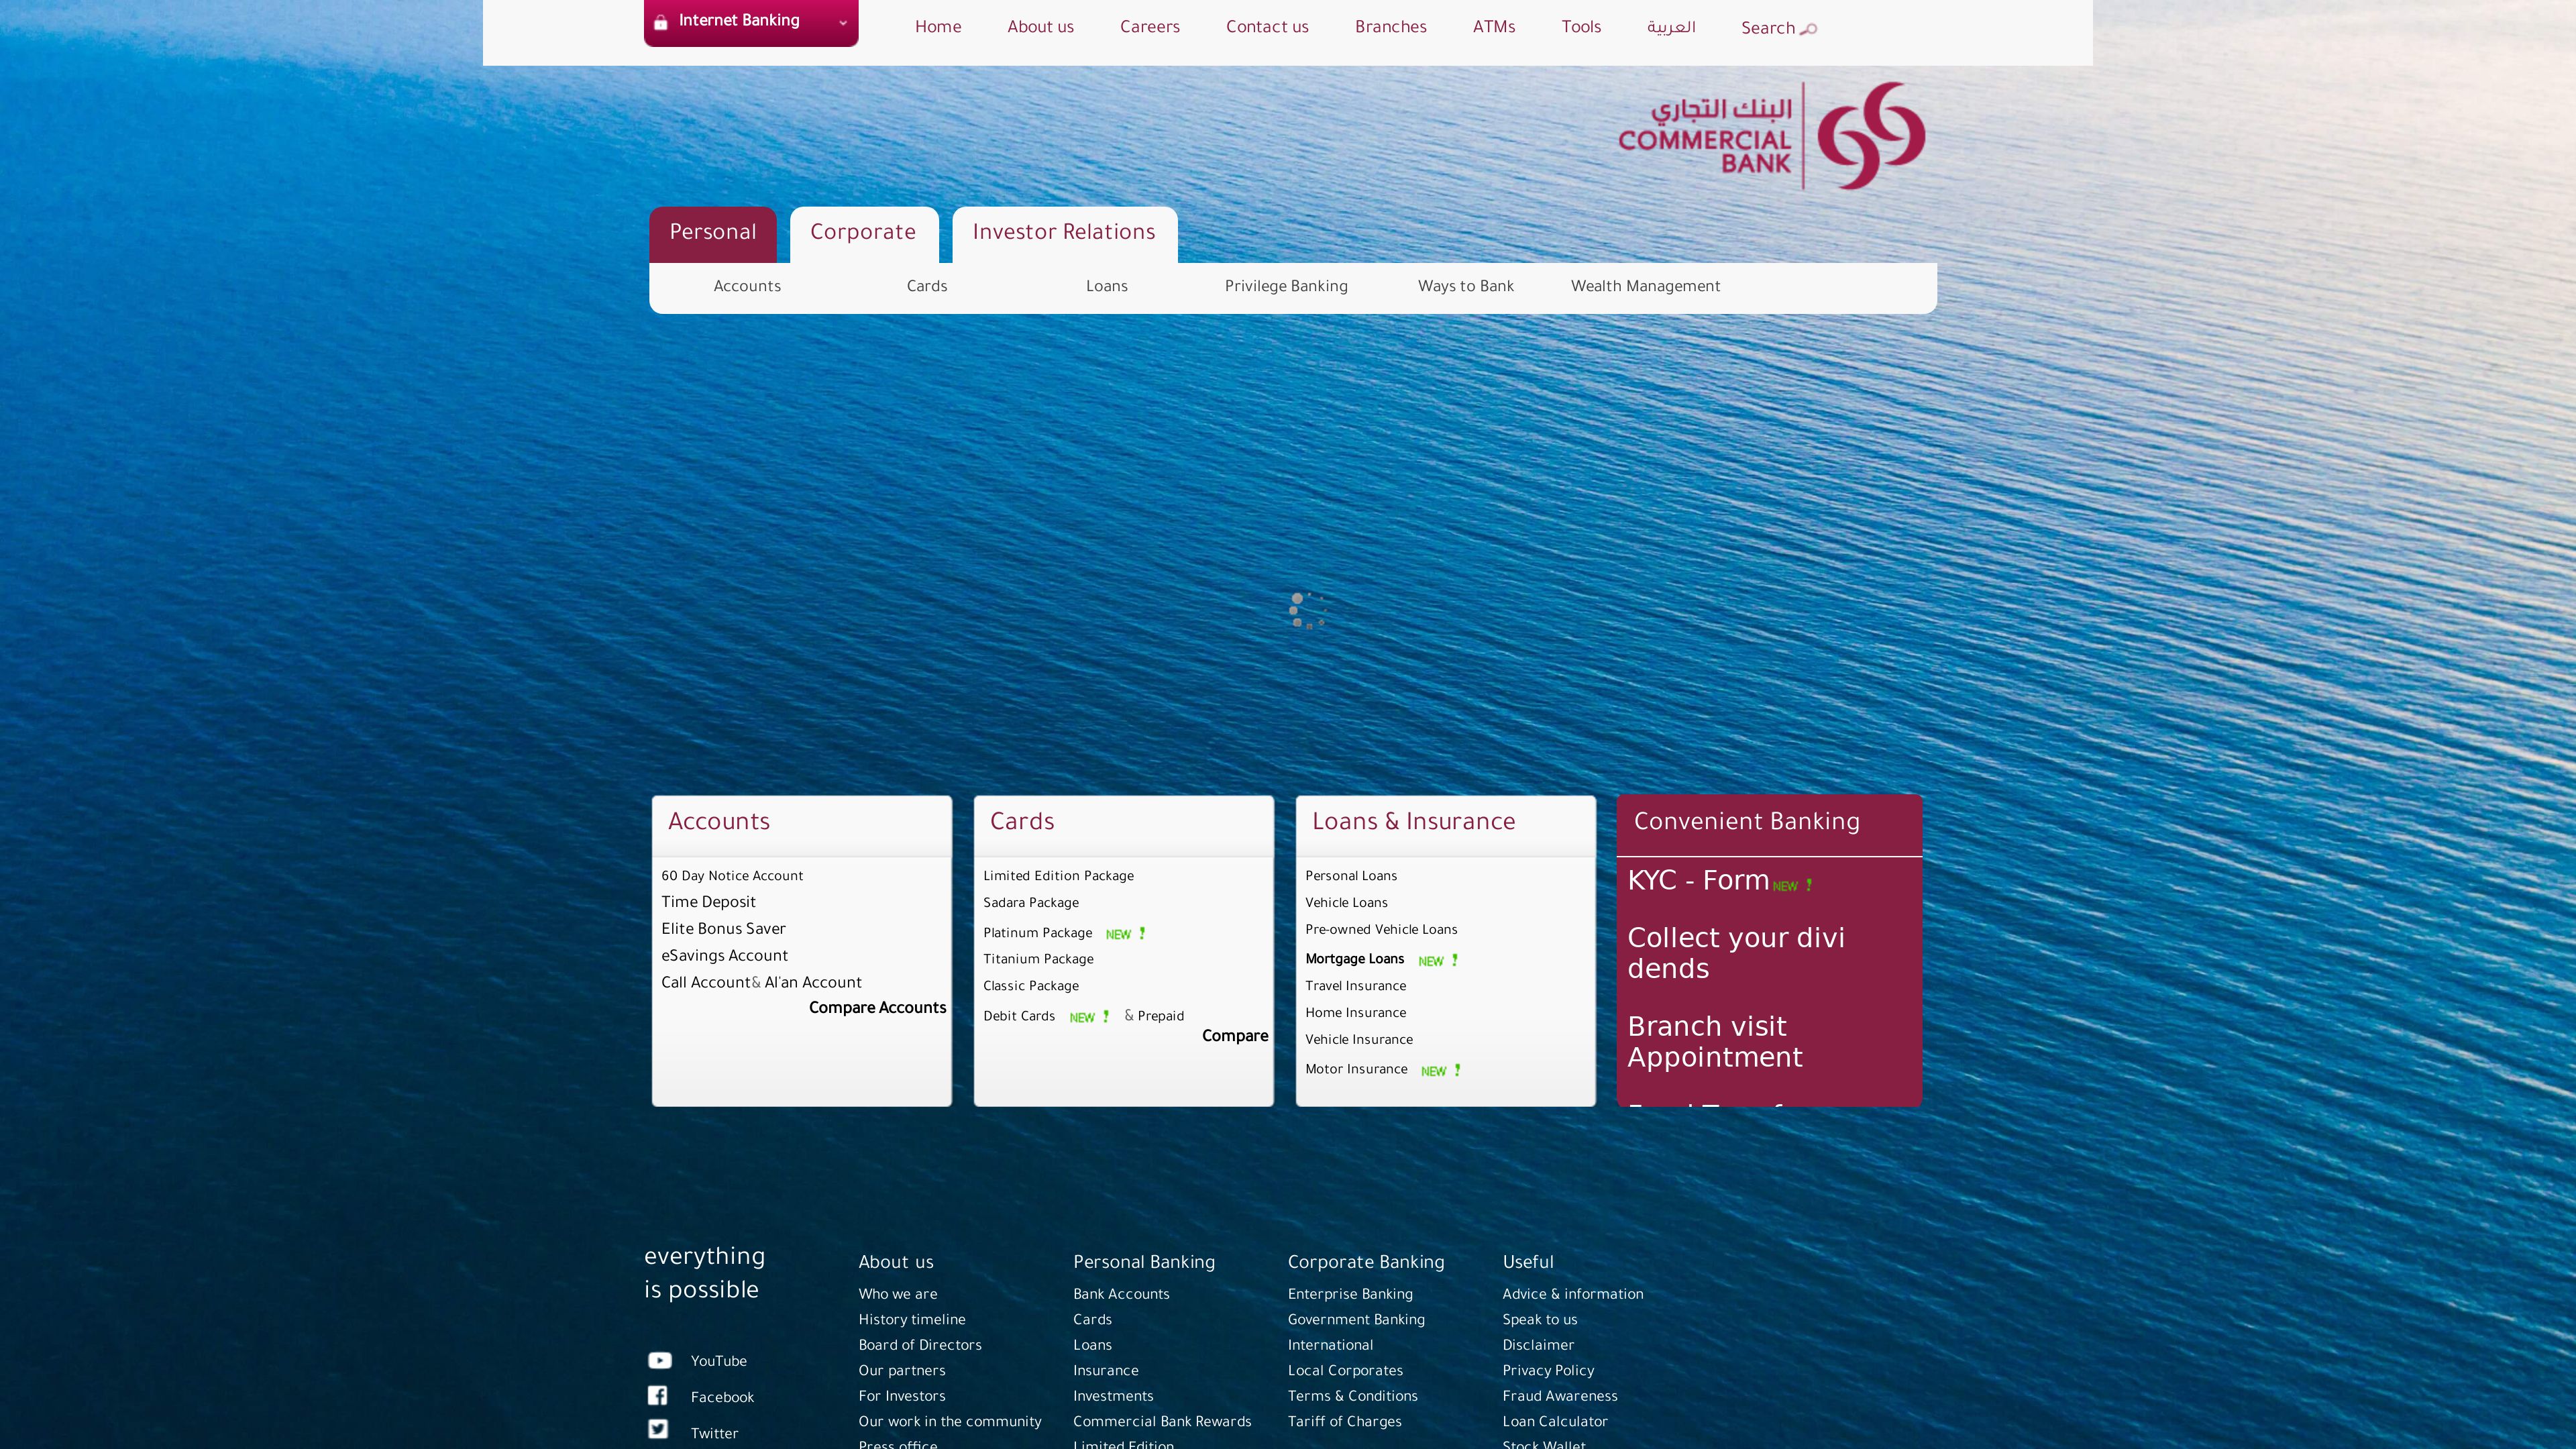 Internet Banking
Home
About us
Careers
Contact us
Branches
ATMs
Tools
العربية
Search
البنك التجاري
COMMERCIAL
BANK
Personal
Corporate
Investor Relations
Accounts
Cards
Loans
Privilege Banking
Ways to Bank
Wealth Management
Accounts
60 Day Notice Account
Time Deposit
Elite Bonus Saver
eSavings Account
Call Account& Al'an Account
Compare Accounts
Cards
Limited Edition Package
Sadara Package
Platinum Package NEW !
Titanium Package
Classic Package
Debit Cards NEW ! & Prepaid
Compare
Loans & Insurance
Personal Loans
Vehicle Loans
Pre-owned Vehicle Loans
Mortgage Loans NEW !
Travel Insurance
Home Insurance
Vehicle Insurance
Motor Insurance NEW !
Convenient Banking
KYC - Form NEW !
Collect your divi
dends
Branch visit
Appointment
everything
is possible
YouTube
Facebook
Twitter
About us
Who we are
History timeline
Board of Directors
Our partners
For Investors
Our work in the community
Press office
Personal Banking
Bank Accounts
Cards
Loans
Insurance
Investments
Commercial Bank Rewards
Limited Edition
Corporate Banking
Enterprise Banking
Government Banking
International
Local Corporates
Terms & Conditions
Tariff of Charges
Useful
Advice & information
Speak to us
Disclaimer
Privacy Policy
Fraud Awareness
Loan Calculator
Stock Wallet